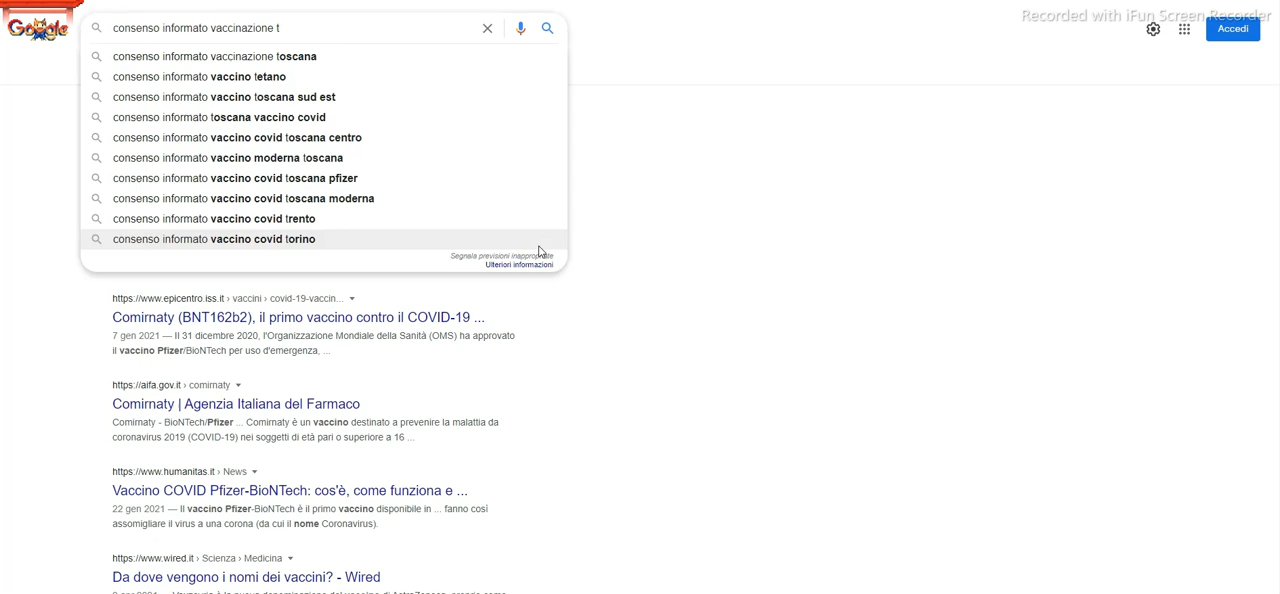 Recorded with iFun Screen Recorder
Google
consenso informato vaccinazione t
Accedi
consenso informato vaccinazione toscana
consenso informato vaccino tetano
consenso informato vaccino toscana sud est
consenso informato toscana vaccino covid
consenso informato vaccino covid toscana centro
consenso informato vaccino moderna toscana
consenso informato vaccino covid toscana pfizer
consenso informato vaccino covid toscana moderna
consenso informato vaccino covid trento
consenso informato vaccino covid torino
Segnala previsioni inappropriate
Ulteriori informazioni
https://www.epicentro.iss.it › vaccini › covid-19-vaccin...
Comirnaty (BNT162b2), il primo vaccino contro il COVID-19 ...
7 gen 2021 — Il 31 dicembre 2020, l'Organizzazione Mondiale della Sanità (OMS) ha approvato
il vaccino Pfizer/BioNTech per uso d'emergenza, ...
https://aifa.gov.it › comirnaty
Comirnaty | Agenzia Italiana del Farmaco
Comirnaty - BioNTech/Pfizer ... Comirnaty è un vaccino destinato a prevenire la malattia da
coronavirus 2019 (COVID-19) nei soggetti di età pari o superiore a 16 ...
https://www.humanitas.it › News
Vaccino COVID Pfizer-BioNTech: cos'è, come funziona e ...
22 gen 2021 — Il vaccino Pfizer-BioNTech è il primo vaccino disponibile in ... fanno così
assomigliare il virus a una corona (da cui il nome Coronavirus).
https://www.wired.it › Scienza › Medicina
Da dove vengono i nomi dei vaccini? - Wired